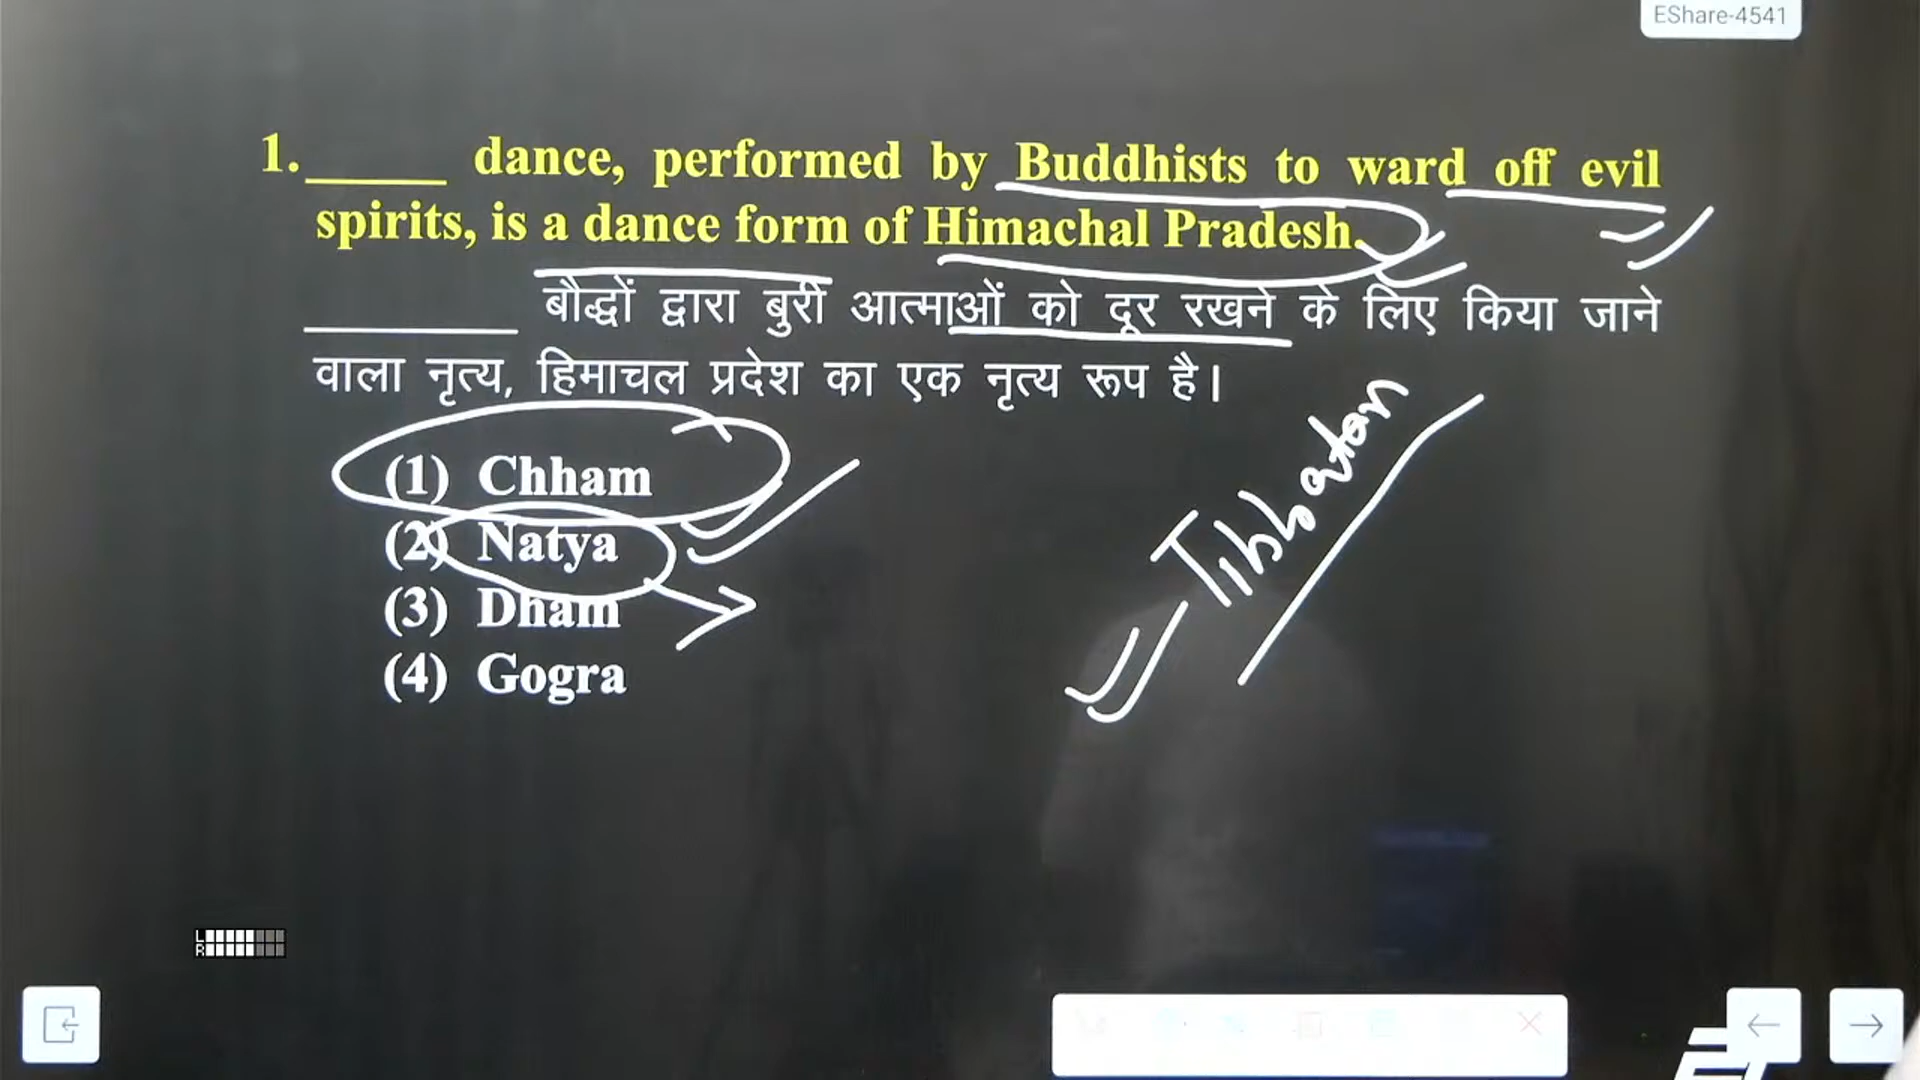 EShare-4541
1._____ dance, performed by Buddhists to ward off evil
spirits, is a dance form of Himachal Pradesh.
_______ बौद्धों द्वारा बुरी आत्माओं को दूर रखने के लिए किया जाने
वाला नृत्य, हिमाचल प्रदेश का एक नृत्य रूप है।
(1) Chham
(2) Natya
(3) Dham
(4) Gogra
Tibbatan
L
R